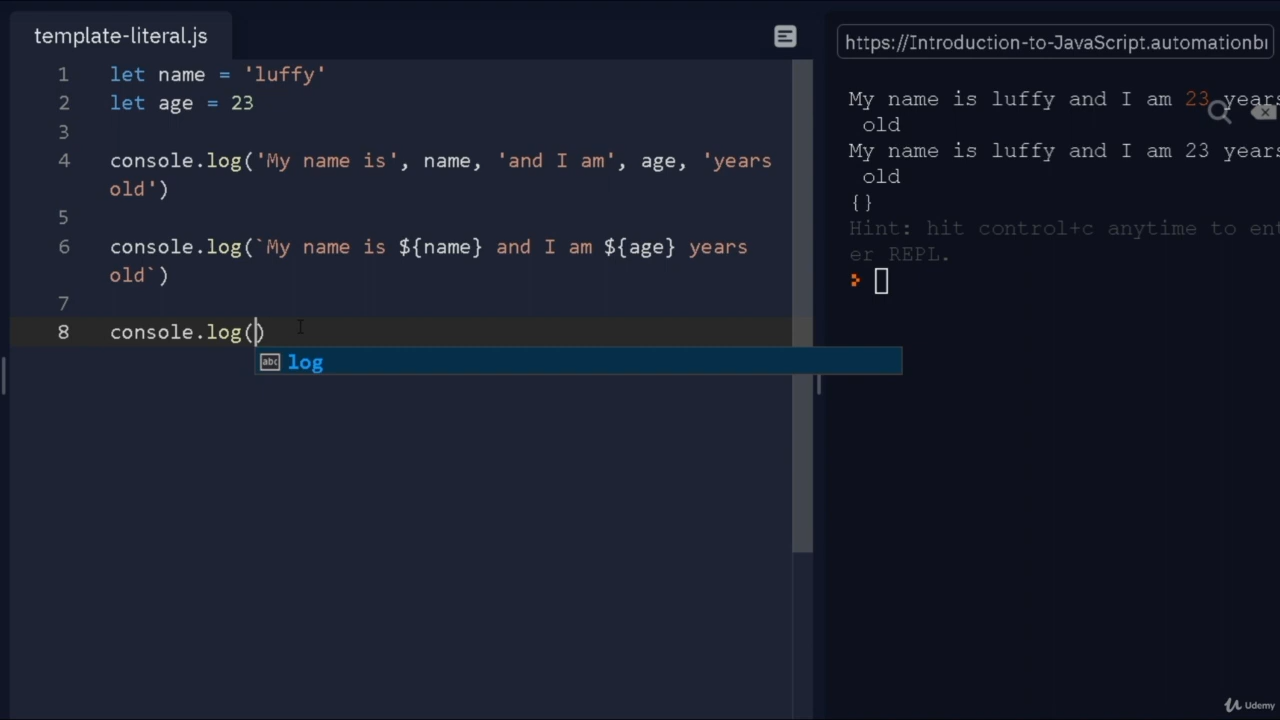 template-literal.js
https://Introduction-to-JavaScript.automationb
1 let name = 'luffy'
2 let age = 23
3
4 console.log('My name is', name, 'and I am', age, 'years
old')
5
6 console.log(`My name is ${name} and I am ${age} years
old`)
7
8 console.log()
abc log
My name is luffy and I am 23 years
old
My name is luffy and I am 23 years
old
{}
Hint: hit control+c anytime to ent
er REPL.
Udemy